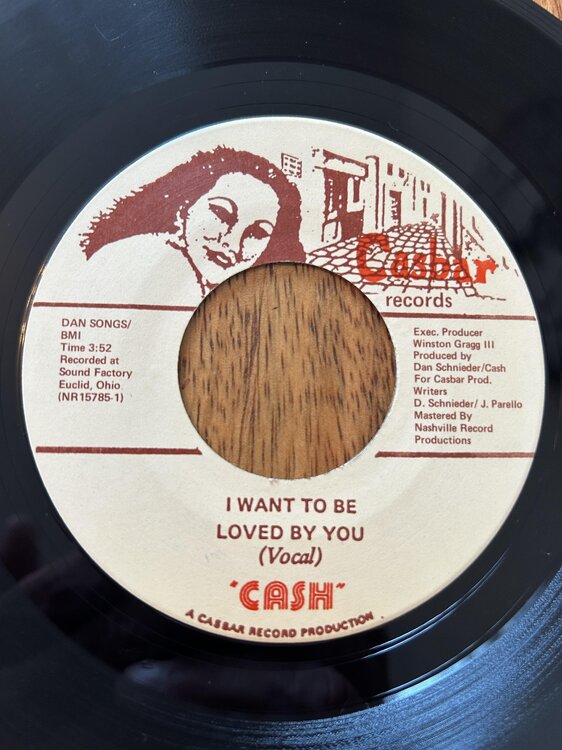 Casbar
records
DAN SONGS/
BMI
Time 3:52
Recorded at
Sound Factory
Euclid, Ohio
(NR15785-1)
Exec. Producer
Winston Gragg III
Produced by
Dan Schnieder/Cash
For Casbar Prod.
Writers
D. Schnieder/ J. Parello
Mastered By
Nashville Record
Productions
I WANT TO BE
LOVED BY YOU
(Vocal)
"CASH"
A CASBAR RECORD PRODUCTION